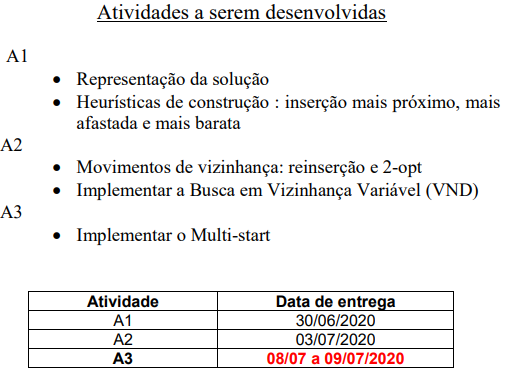 Atividades a serem desenvolvidas
A1
• Representação da solução
• Heurísticas de construção : inserção mais próximo, mais
afastada e mais barata
A2
• Movimentos de vizinhança: reinserção e 2-opt
• Implementar a Busca em Vizinhança Variável (VND)
A3
• Implementar o Multi-start
Atividade Data de entrega
A1 30/06/2020
A2 03/07/2020
A3 08/07 a 09/07/2020